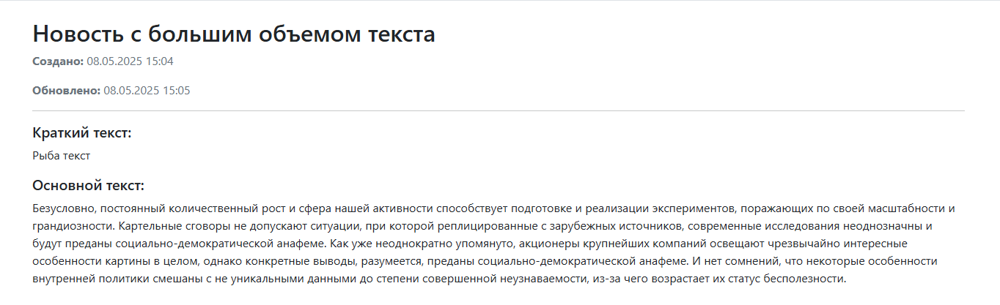 Новость с большим объемом текста
Создано: 08.05.2025 15:04
Обновлено: 08.05.2025 15:05
Краткий текст:
Рыба текст
Основной текст:
Безусловно, постоянный количественный рост и сфера нашей активности способствует подготовке и реализации экспериментов, поражающих по своей масштабности и
грандиозности. Картельные сговоры не допускают ситуации, при которой реплицированные с зарубежных источников, современные исследования неоднозначны и
будут преданы социально-демократической анафеме. Как уже неоднократно упомянуто, акционеры крупнейших компаний освещают чрезвычайно интересные
особенности картины в целом, однако конкретные выводы, разумеется, преданы социально-демократической анафеме. И нет сомнений, что некоторые особенности
внутренней политики смешаны с не уникальными данными до степени совершенной неузнаваемости, из-за чего возрастает их статус бесполезности.